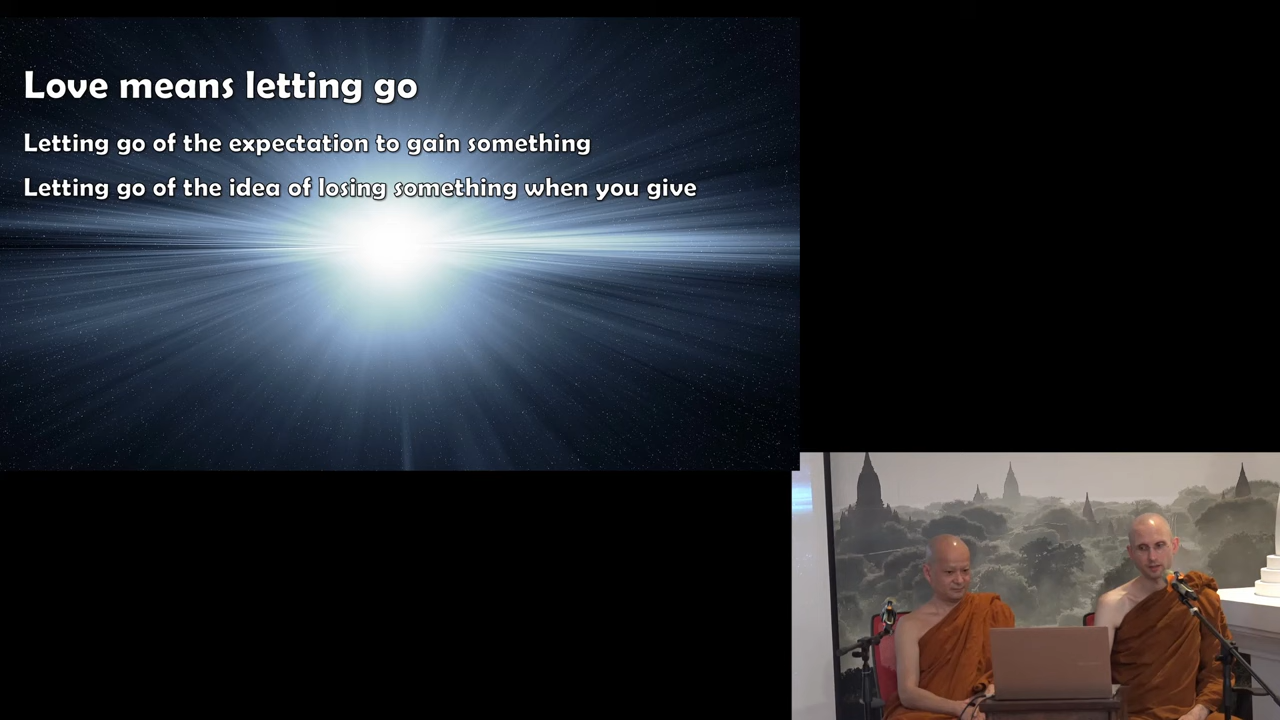 Love means letting go
Letting go of the expectation to gain something
Letting go of the idea of losing something when you give